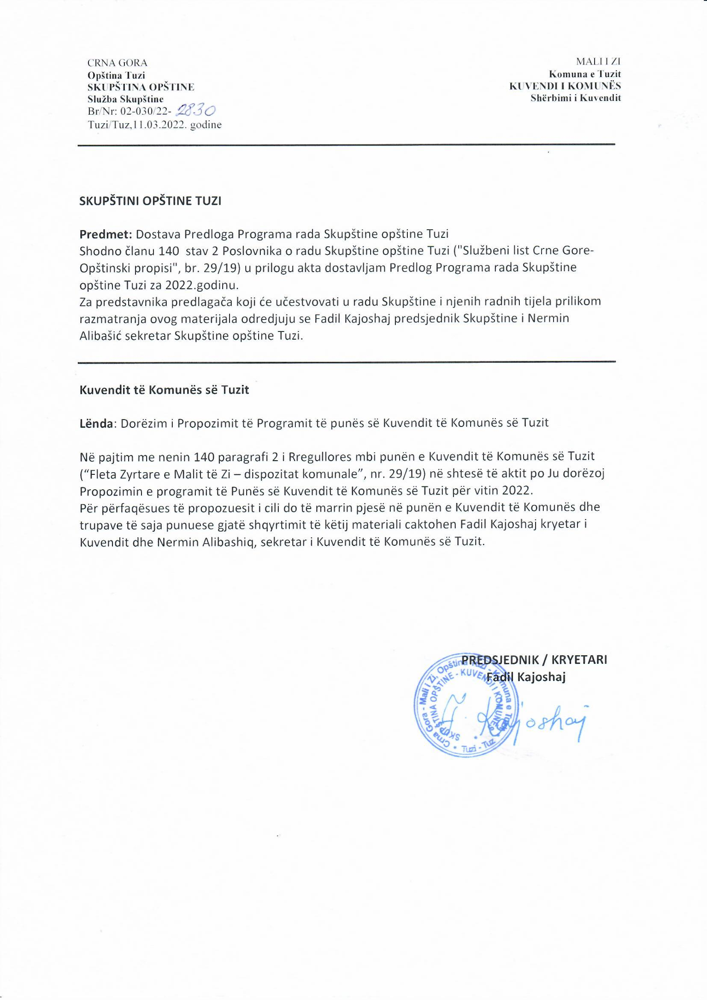 CRNA GORA
Opština Tuzi
SKUPŠTINA OPŠTINE
Služba Skupštine
Br/Nr: 02-030/22- 2830
Tuzi/Tuz,11.03.2022. godine
MALI I ZI
Komuna e Tuzit
KUVENDI I KOMUNËS
Shërbimi i Kuvendit
SKUPŠTINI OPŠTINE TUZI
Predmet: Dostava Predloga Programa rada Skupštine opštine Tuzi
Shodno članu 140 stav 2 Poslovnika o radu Skupštine opštine Tuzi ("Službeni list Crne Gore-
Opštinski propisi", br. 29/19) u prilogu akta dostavljam Predlog Programa rada Skupštine
opštine Tuzi za 2022.godinu.
Za predstavnika predlagača koji će učestvovati u radu Skupštine i njenih radnih tijela prilikom
razmatranja ovog materijala odredjuju se Fadil Kajoshaj predsjednik Skupštine i Nermin
Alibašić sekretar Skupštine opštine Tuzi.
Kuvendit të Komunës së Tuzit
Lënda: Dorëzim i Propozimit të Programit të punës së Kuvendit të Komunës së Tuzit
Në pajtim me nenin 140 paragrafi 2 i Rregullores mbi punën e Kuvendit të Komunës së Tuzit
(“Fleta Zyrtare e Malit të Zi – dispozitat komunale”, nr. 29/19) në shtesë të aktit po Ju dorëzoj
Propozimin e programit të Punës së Kuvendit të Komunës së Tuzit për vitin 2022.
Për përfaqësues të propozuesit i cili do të marrin pjesë në punën e Kuvendit të Komunës dhe
trupave të saja punuese gjatë shqyrtimit të këtij materiali caktohen Fadil Kajoshaj kryetar i
Kuvendit dhe Nermin Alibashiq, sekretar i Kuvendit të Komunës së Tuzit.
PREDSJEDNIK / KRYETARI
Fadil Kajoshaj
Crna Gora - Mali i Zi, Opština Tuzi - Komuna e Tuzit
SKUPŠTINA OPŠTINE - KUVENDI I KOMUNËS
Tuzi - Tuz
F. Kajoshaj